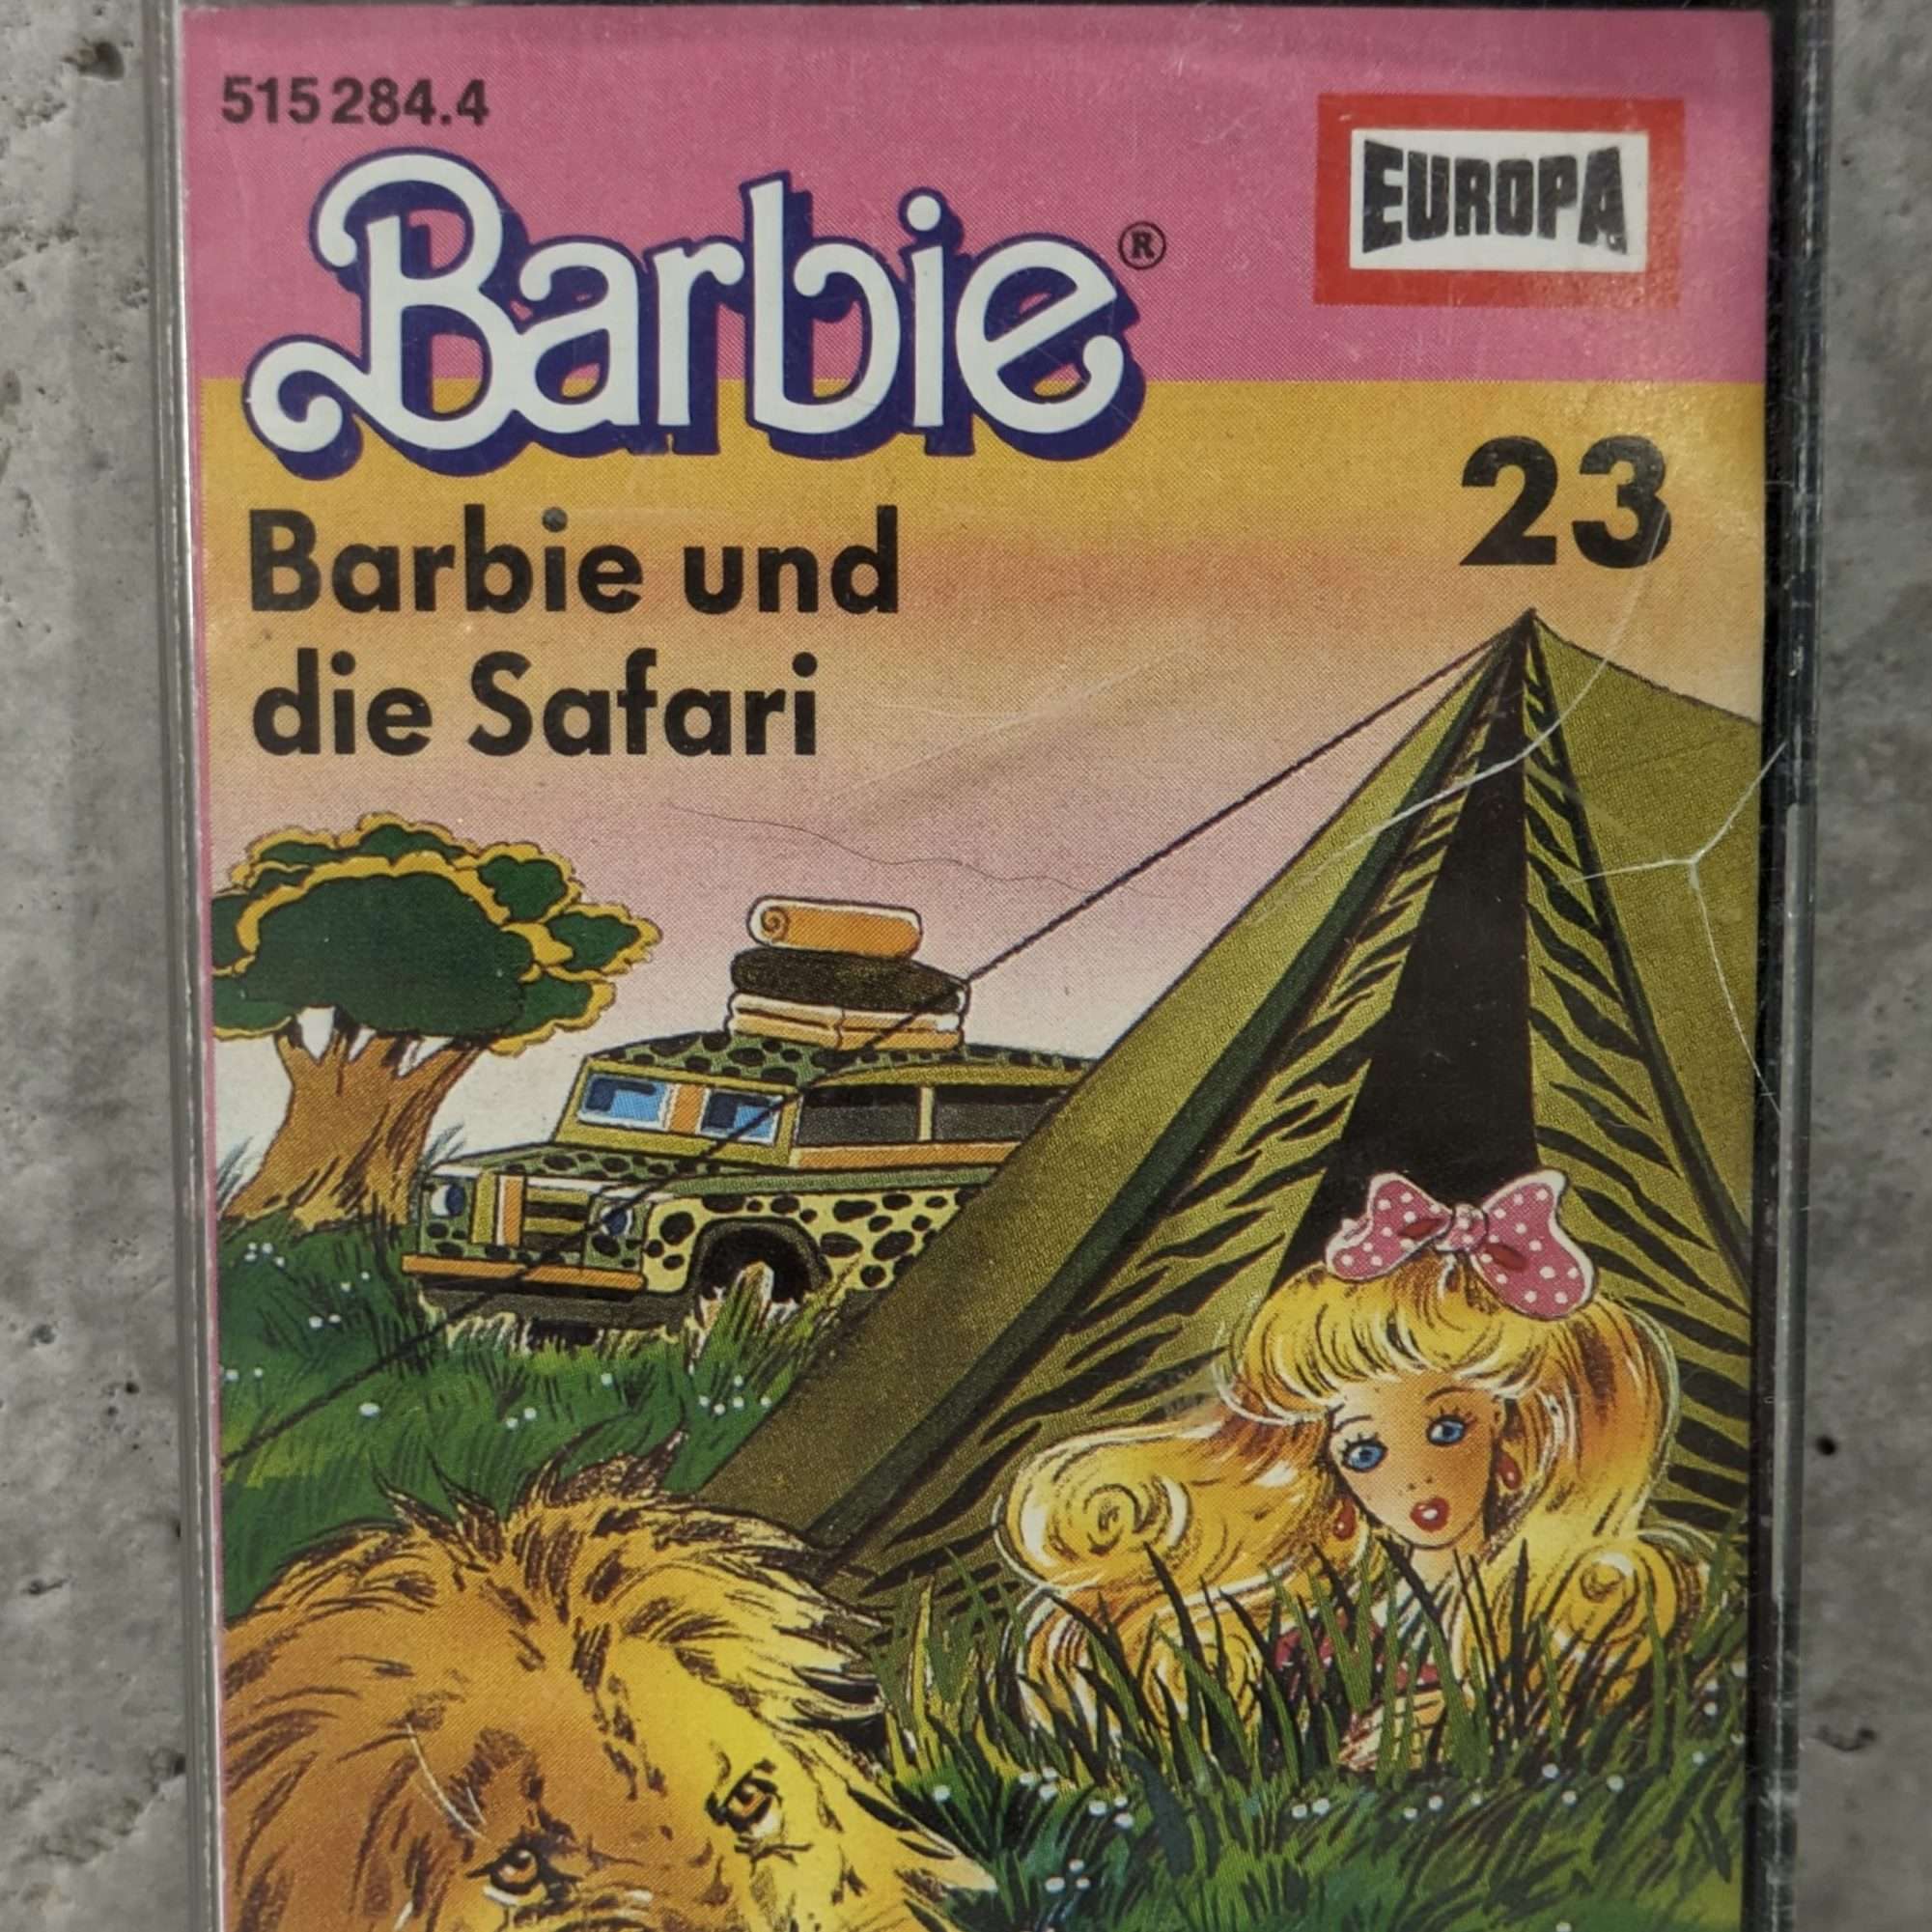 515 284.4
EUROPA
Barbie®
23
Barbie und
die Safari